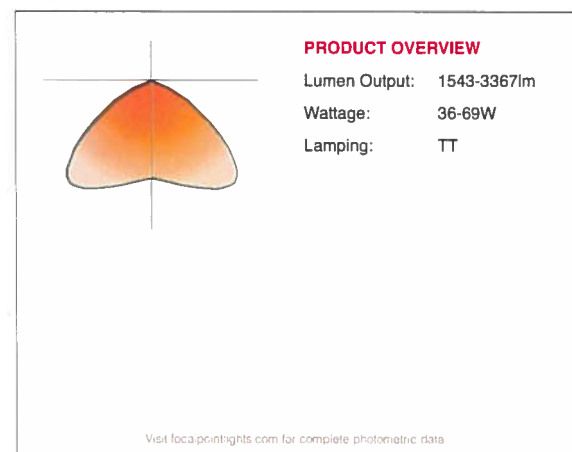 PRODUCT OVERVIEW
Lumen Output: 1543-3367lm
Wattage: 36-69W
Lamping: TT
Visit focalpointlights com for complete photometric data